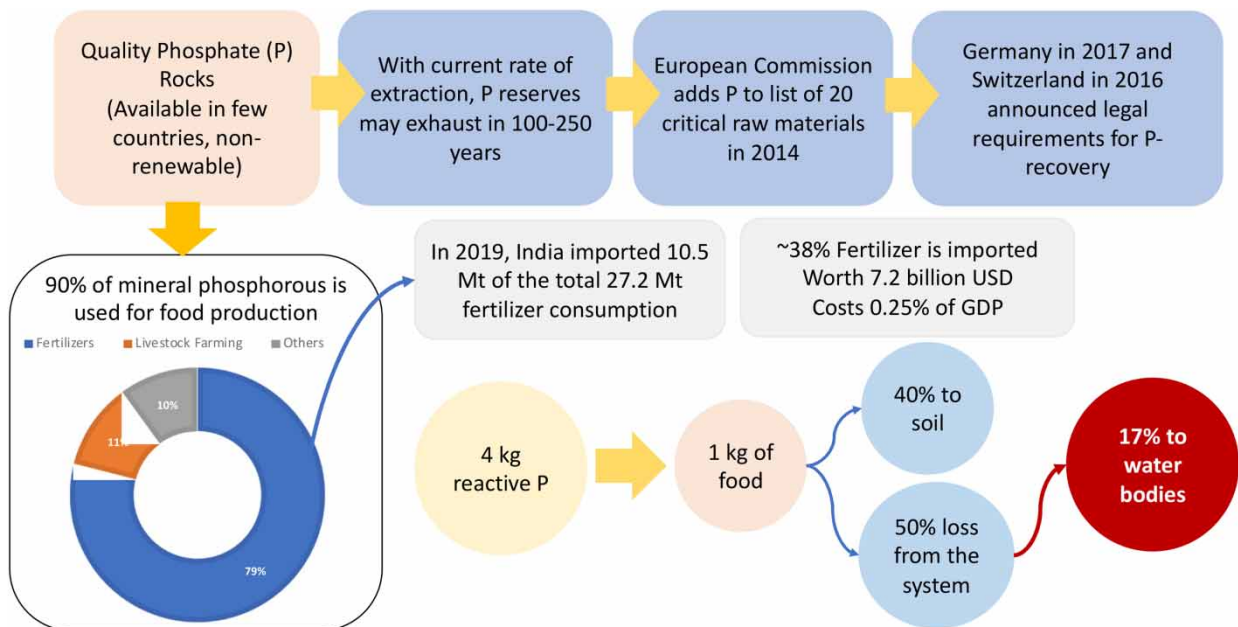 Quality Phosphate (P)
Rocks
(Available in few
countries, non-
renewable)
With current rate of
extraction, P reserves
may exhaust in 100-250
years
European Commission
adds P to list of 20
critical raw materials
in 2014
Germany in 2017 and
Switzerland in 2016
announced legal
requirements for P-
recovery
90% of mineral phosphorous is
used for food production
Fertilizers Livestock Farming Others
10%
11%
79%
In 2019, India imported 10.5
Mt of the total 27.2 Mt
fertilizer consumption
~38% Fertilizer is imported
Worth 7.2 billion USD
Costs 0.25% of GDP
4 kg
reactive P
1 kg of
food
40% to
soil
50% loss
from the
system
17% to
water
bodies